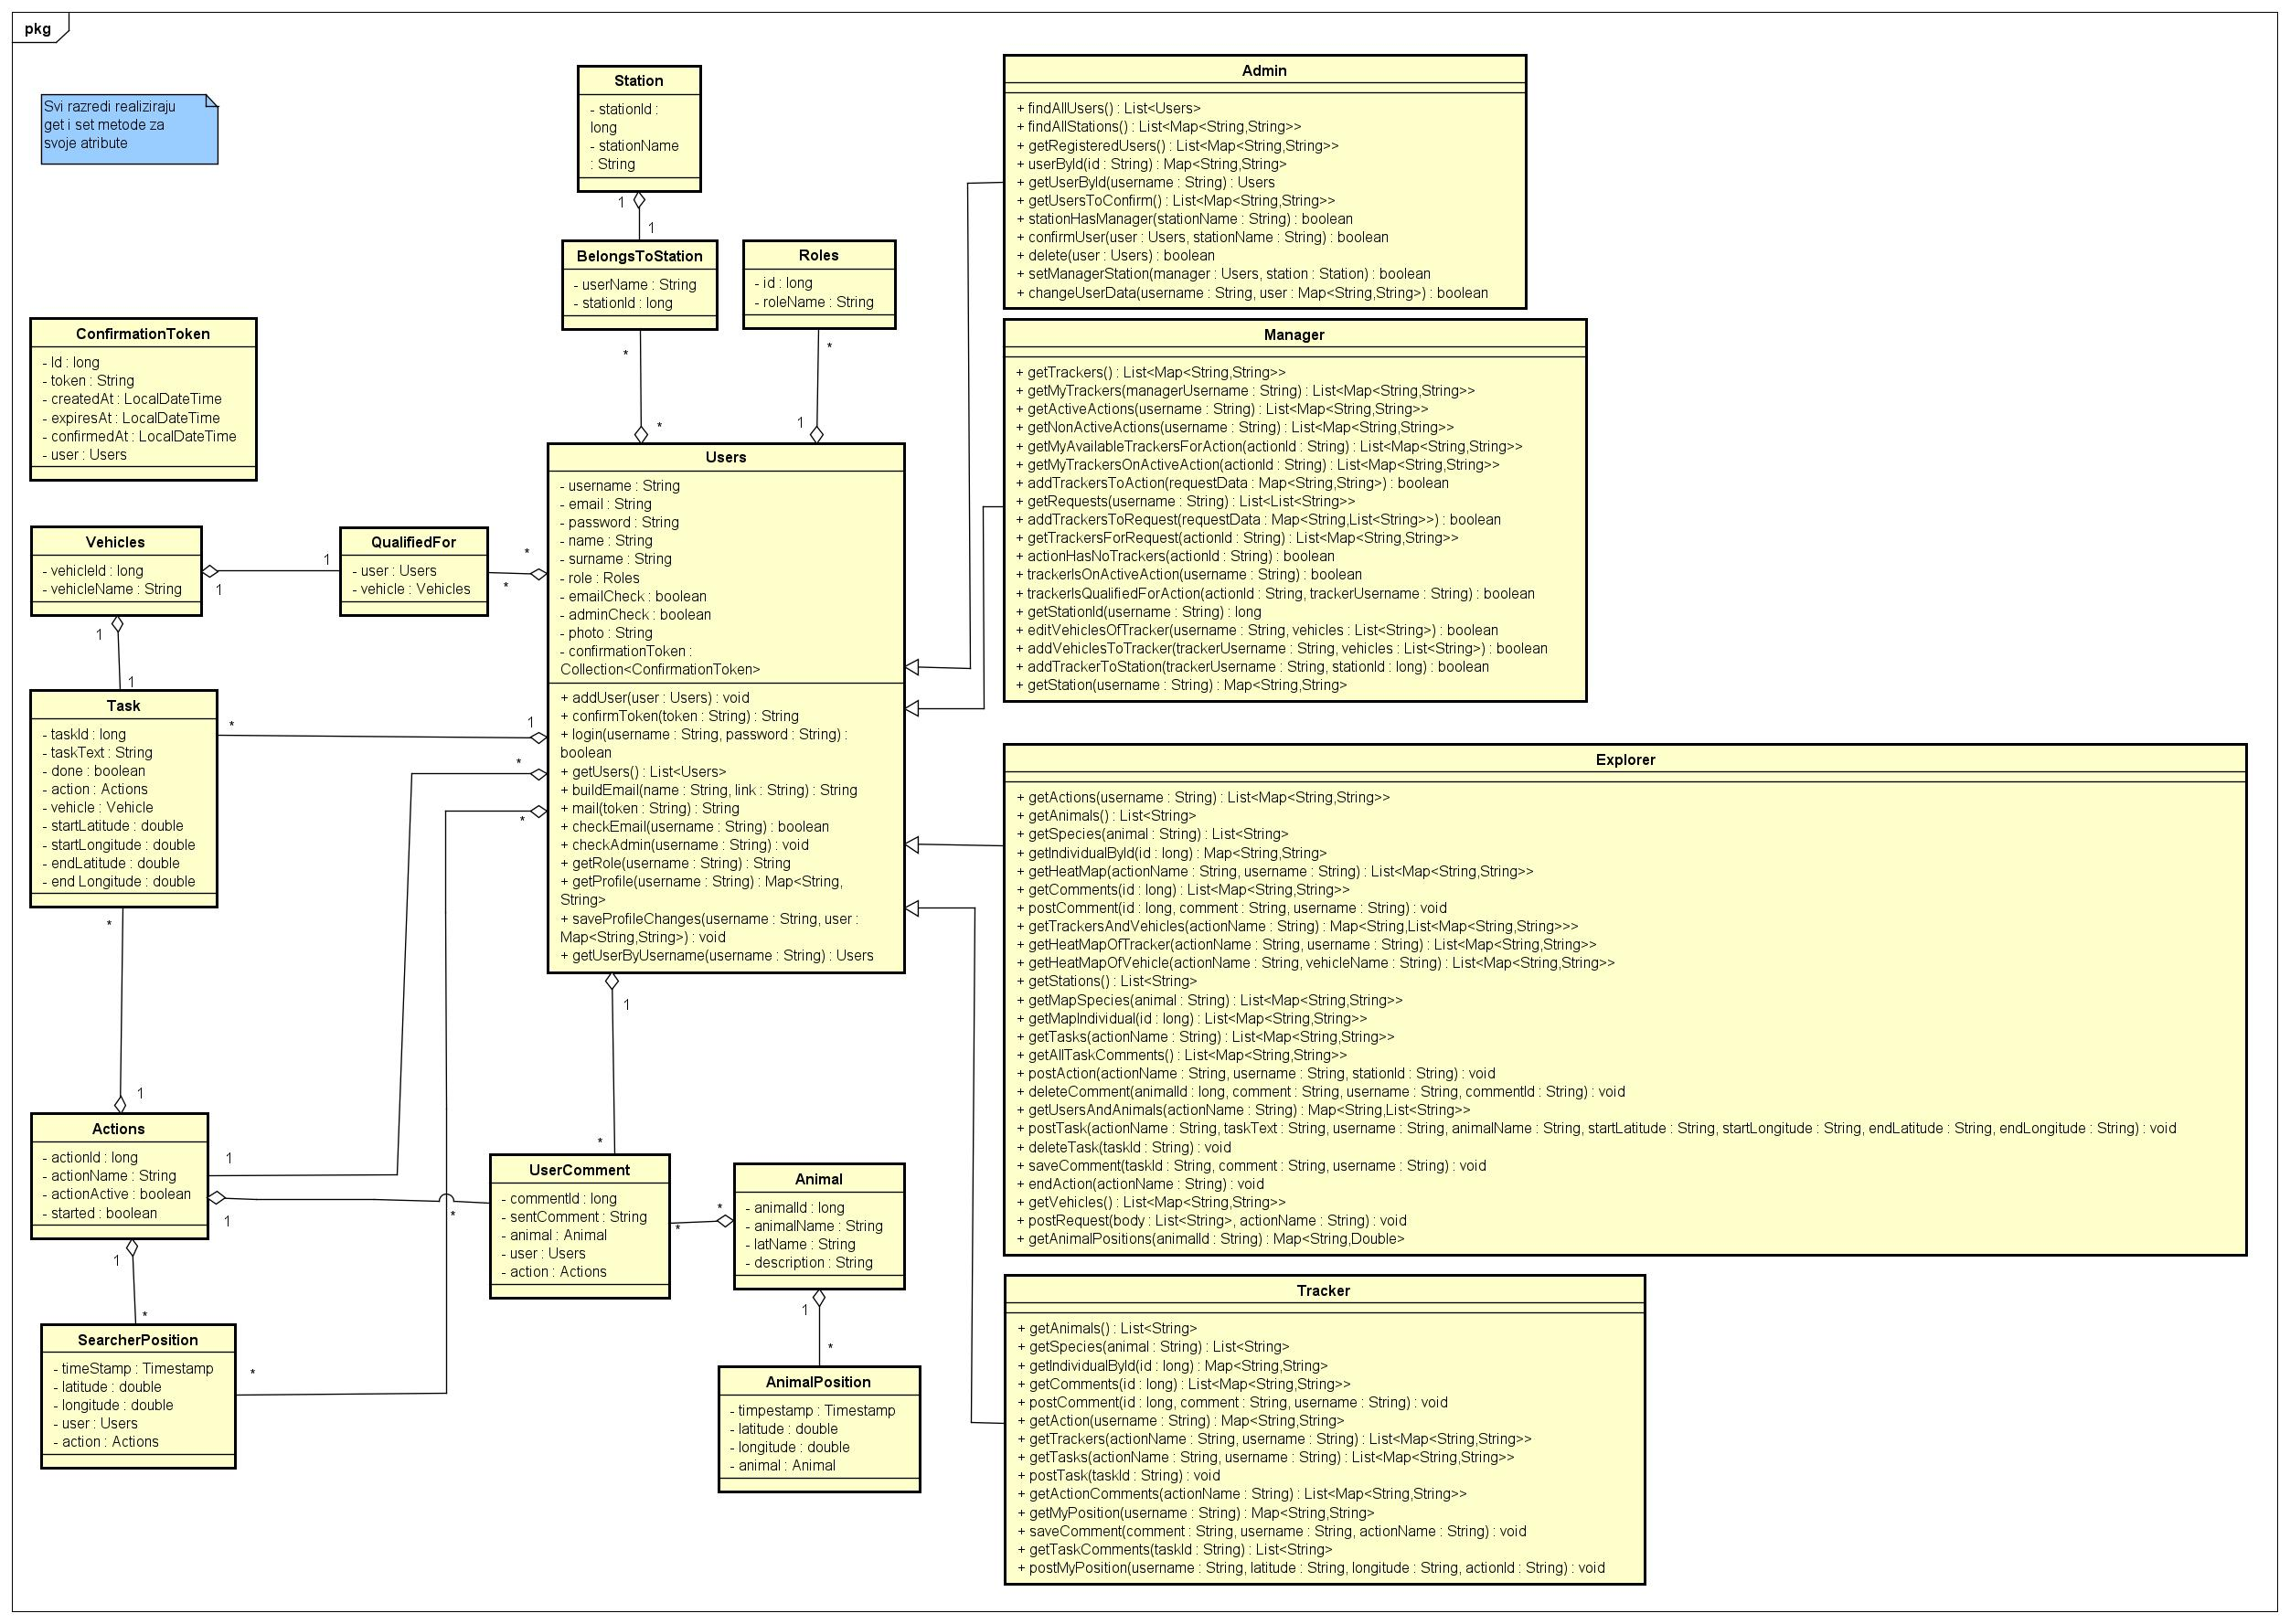 pkg
Svi razredi realiziraju
get i set metode za
svoje atribute
Station
- stationId :
long
- stationName
: String
1
1
BelongsToStation
- userName : String
- stationId : long
*
*
Roles
- id : long
- roleName : String
*
1
ConfirmationToken
- Id : long
- token : String
- createdAt : LocalDateTime
- expiresAt : LocalDateTime
- confirmedAt : LocalDateTime
- user : Users
Vehicles
- vehicleId : long
- vehicleName : String
1
1
QualifiedFor
- user : Users
- vehicle : Vehicles
*
*
1
1
Task
- taskId : long
- taskText : String
- done : boolean
- action : Actions
- vehicle : Vehicle
- startLatitude : double
- startLongitude : double
- endLatitude : double
- end Longitude : double
*
1
*
*
*
1
Users
- username : String
- email : String
- password : String
- name : String
- surname : String
- role : Roles
- emailCheck : boolean
- adminCheck : boolean
- photo : String
- confirmationToken :
Collection<ConfirmationToken>
+ addUser(user : Users) : void
+ confirmToken(token : String) : String
+ login(username : String, password : String) :
boolean
+ getUsers() : List<Users>
+ buildEmail(name : String, link : String) : String
+ mail(token : String) : String
+ checkEmail(username : String) : boolean
+ checkAdmin(username : String) : void
+ getRole(username : String) : String
+ getProfile(username : String) : Map<String,
String>
+ saveProfileChanges(username : String, user :
Map<String,String>) : void
+ getUserByUsername(username : String) : Users
1
*
1
Actions
- actionId : long
- actionName : String
- actionActive : boolean
- started : boolean
1
1
*
1
*
SearcherPosition
- timeStamp : Timestamp
- latitude : double
- longitude : double
- user : Users
- action : Actions
*
UserComment
- commentId : long
- sentComment : String
- animal : Animal
- user : Users
- action : Actions
*
*
Animal
- animalId : long
- animalName : String
- latName : String
- description : String
1
*
AnimalPosition
- timpestamp : Timestamp
- latitude : double
- longitude : double
- animal : Animal
Admin
+ findAllUsers() : List<Users>
+ findAllStations() : List<Map<String,String>>
+ getRegisteredUsers() : List<Map<String,String>>
+ userById(id : String) : Map<String,String>
+ getUserById(username : String) : Users
+ getUsersToConfirm() : List<Map<String,String>>
+ stationHasManager(stationName : String) : boolean
+ confirmUser(user : Users, stationName : String) : boolean
+ delete(user : Users) : boolean
+ setManagerStation(manager : Users, station : Station) : boolean
+ changeUserData(username : String, user : Map<String,String>) : boolean
Manager
+ getTrackers() : List<Map<String,String>>
+ getMyTrackers(managerUsername : String) : List<Map<String,String>>
+ getActiveActions(username : String) : List<Map<String,String>>
+ getNonActiveActions(username : String) : List<Map<String,String>>
+ getMyAvailableTrackersForAction(actionId : String) : List<Map<String,String>>
+ getMyTrackersOnActiveAction(actionId : String) : List<Map<String,String>>
+ addTrackersToAction(requestData : Map<String,String>) : boolean
+ getRequests(username : String) : List<List<String>>
+ addTrackersToRequest(requestData : Map<String,List<String>>) : boolean
+ getTrackersForRequest(actionId : String) : List<Map<String,String>>
+ actionHasNoTrackers(actionId : String) : boolean
+ trackerIsOnActiveAction(username : String) : boolean
+ trackerIsQualifiedForAction(actionId : String, trackerUsername : String) : boolean
+ getStationId(username : String) : long
+ editVehiclesOfTracker(username : String, vehicles : List<String>) : boolean
+ addVehiclesToTracker(trackerUsername : String, vehicles : List<String>) : boolean
+ addTrackerToStation(trackerUsername : String, stationId : long) : boolean
+ getStation(username : String) : Map<String,String>
Explorer
+ getActions(username : String) : List<Map<String,String>>
+ getAnimals() : List<String>
+ getSpecies(animal : String) : List<String>
+ getIndividualById(id : long) : Map<String,String>
+ getHeatMap(actionName : String, username : String) : List<Map<String,String>>
+ getComments(id : long) : List<Map<String,String>>
+ postComment(id : long, comment : String, username : String) : void
+ getTrackersAndVehicles(actionName : String) : Map<String,List<Map<String,String>>>
+ getHeatMapOfTracker(actionName : String, username : String) : List<Map<String,String>>
+ getHeatMapOfVehicle(actionName : String, vehicleName : String) : List<Map<String,String>>
+ getStations() : List<String>
+ getMapSpecies(animal : String) : List<Map<String,String>>
+ getMapIndividual(id : long) : List<Map<String,String>>
+ getTasks(actionName : String) : List<Map<String,String>>
+ getAllTaskComments() : List<Map<String,String>>
+ postAction(actionName : String, username : String, stationId : String) : void
+ deleteComment(animalId : long, comment : String, username : String, commentId : String) : void
+ getUsersAndAnimals(actionName : String) : Map<String,List<String>>
+ postTask(actionName : String, taskText : String, username : String, animalName : String, startLatitude : String, startLongitude : String, endLatitude : String, endLongitude : String) : void
+ deleteTask(taskId : String) : void
+ saveComment(taskId : String, comment : String, username : String) : void
+ endAction(actionName : String) : void
+ getVehicles() : List<Map<String,String>>
+ postRequest(body : List<String>, actionName : String) : void
+ getAnimalPositions(animalId : String) : Map<String,Double>
Tracker
+ getAnimals() : List<String>
+ getSpecies(animal : String) : List<String>
+ getIndividualById(id : long) : Map<String,String>
+ getComments(id : long) : List<Map<String,String>>
+ postComment(id : long, comment : String, username : String) : void
+ getAction(username : String) : Map<String,String>
+ getTrackers(actionName : String, username : String) : List<Map<String,String>>
+ getTasks(actionName : String, username : String) : List<Map<String,String>>
+ postTask(taskId : String) : void
+ getActionComments(actionName : String) : List<Map<String,String>>
+ getMyPosition(username : String) : Map<String,String>
+ saveComment(comment : String, username : String, actionName : String) : void
+ getTaskComments(taskId : String) : List<String>
+ postMyPosition(username : String, latitude : String, longitude : String, actionId : String) : void